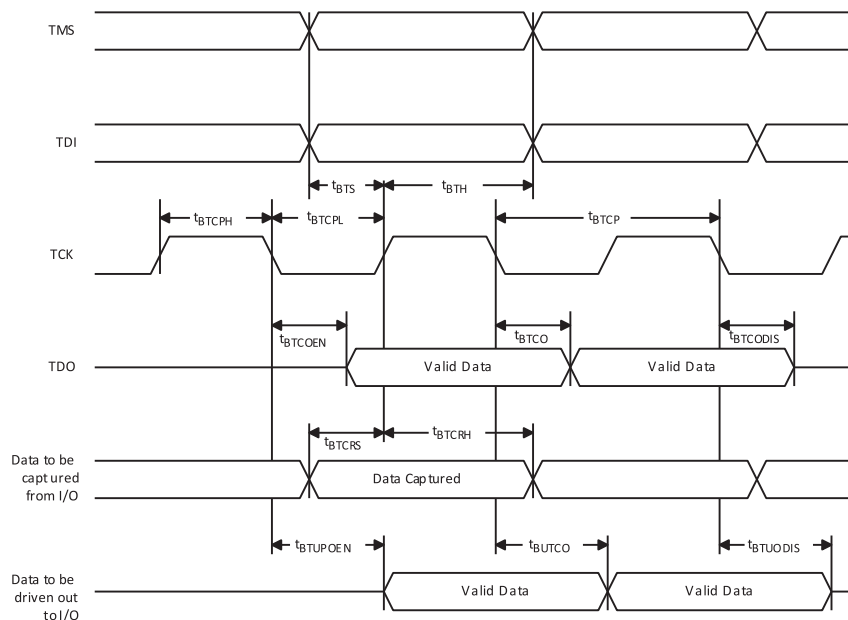 TMS
TDI
tBTS
tBTH
tBTCPH
tBTCPL
tBTCP
TCK
tBTCOEN
tBTCO
tBTCODIS
TDO
Valid Data
Valid Data
tBTCRS
tBTCRH
Data to be
captured
from I/O
Data Captured
tBTUPOEN
tBUTCO
tBTUODIS
Data to be
driven out
to I/O
Valid Data
Valid Data